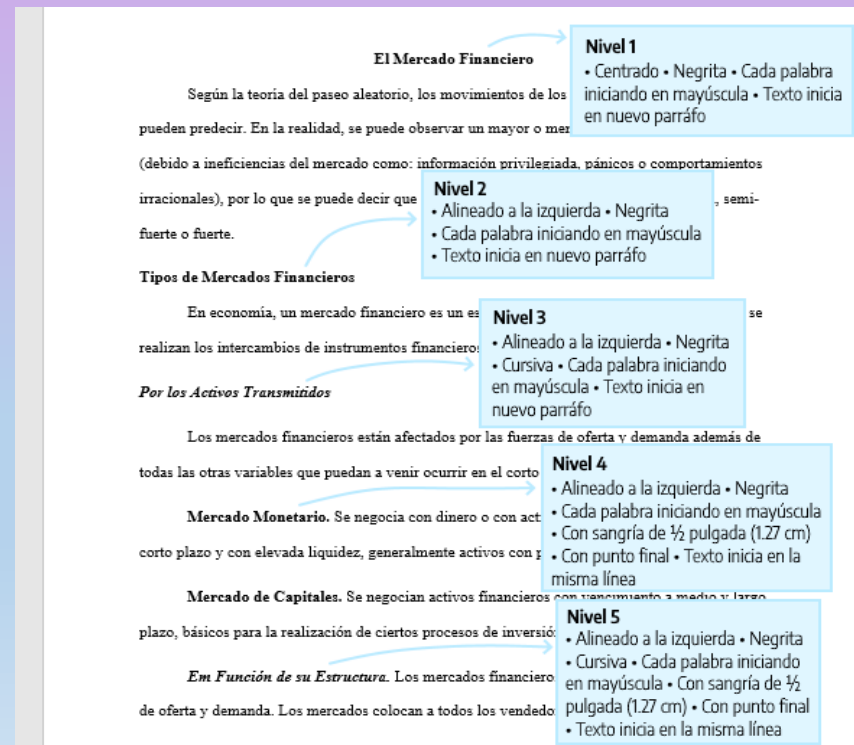 El Mercado Financiero
Nivel 1
• Centrado • Negrita • Cada palabra
iniciando en mayúscula • Texto inicia
en nuevo parráfo
Según la teoría del paseo aleatorio, los movimientos de los
pueden predecir. En la realidad, se puede observar un mayor o mer
(debido a ineficiencias del mercado como: información privilegiada, pánicos o comportamientos
irracionales), por lo que se puede decir que , semi-
fuerte o fuerte.
Nivel 2
• Alineado a la izquierda • Negrita
• Cada palabra iniciando en mayúscula
• Texto inicia en nuevo parráfo
Tipos de Mercados Financieros
En economía, un mercado financiero es un es se
realizan los intercambios de instrumentos financieros
Nivel 3
• Alineado a la izquierda • Negrita
• Cursiva • Cada palabra iniciando
en mayúscula • Texto inicia en
nuevo parráfo
Por los Activos Transmitidos
Los mercados financieros están afectados por las fuerzas de oferta y demanda además de
todas las otras variables que puedan a venir ocurrir en el corto
Nivel 4
• Alineado a la izquierda • Negrita
• Cada palabra iniciando en mayúscula
• Con sangría de ½ pulgada (1.27 cm)
• Con punto final • Texto inicia en la
misma línea
Mercado Monetario. Se negocia con dinero o con act
corto plazo y con elevada liquidez, generalmente activos con p
Mercado de Capitales. Se negocian activos financieros con vencimiento a medio y largo
plazo, básicos para la realización de ciertos procesos de inversió
Nivel 5
• Alineado a la izquierda • Negrita
• Cursiva • Cada palabra iniciando
en mayúscula • Con sangría de ½
pulgada (1.27 cm) • Con punto final
• Texto inicia en la misma línea
Em Función de su Estructura. Los mercados financiero
de oferta y demanda. Los mercados colocan a todos los vendedo